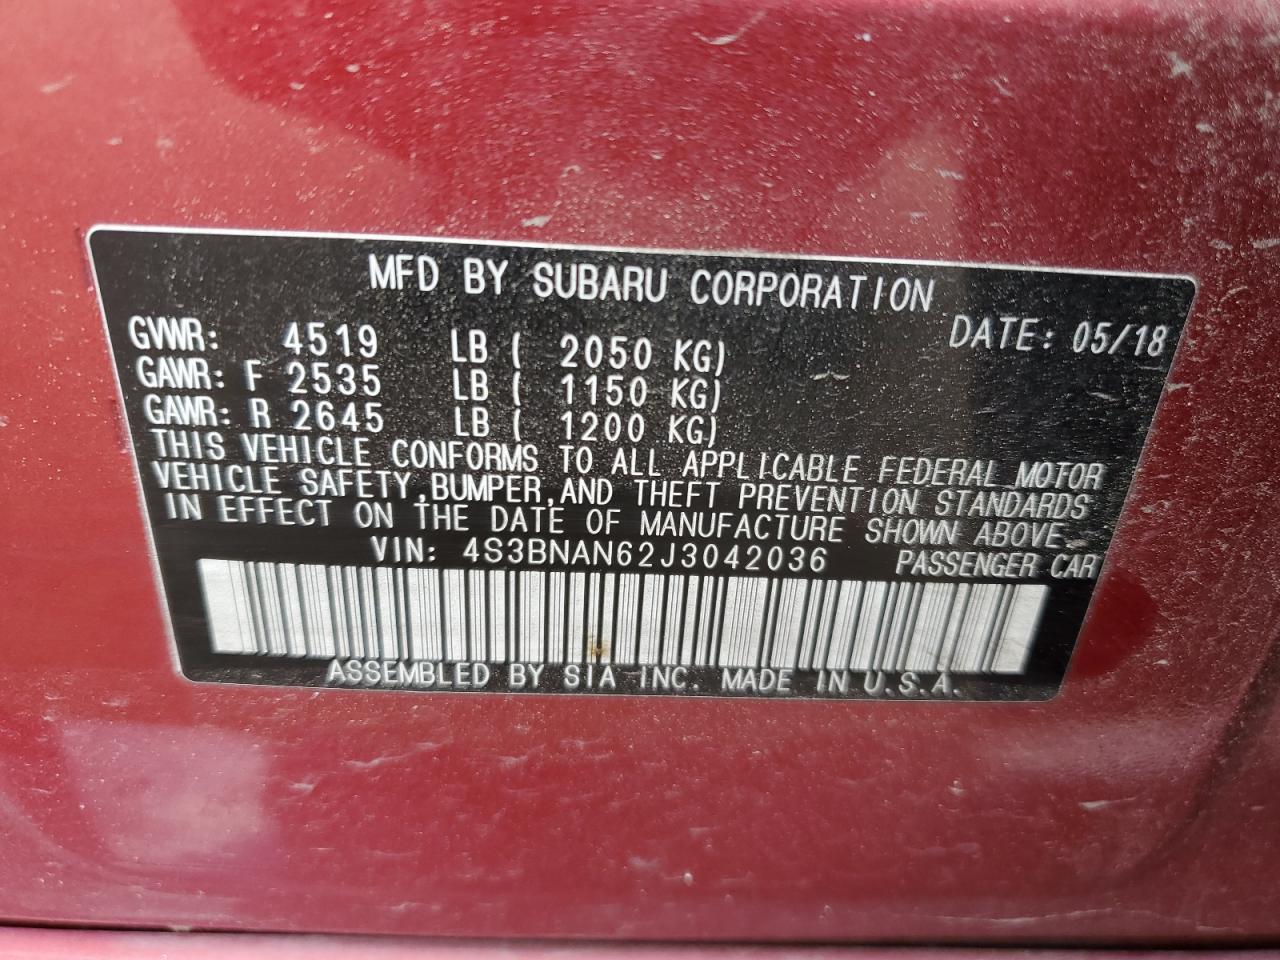 MFD BY SUBARU CORPORATION
GVWR: 4519 LB ( 2050 KG) DATE: 05/18
GAWR: F 2535 LB ( 1150 KG)
GAWR: R 2645 LB ( 1200 KG)
THIS VEHICLE CONFORMS TO ALL APPLICABLE FEDERAL MOTOR
VEHICLE SAFETY,BUMPER,AND THEFT PREVENTION STANDARDS
IN EFFECT ON THE DATE OF MANUFACTURE SHOWN ABOVE.
VIN: 4S3BNAN62J3042036 PASSENGER CAR
ASSEMBLED BY SIA INC. MADE IN U.S.A.